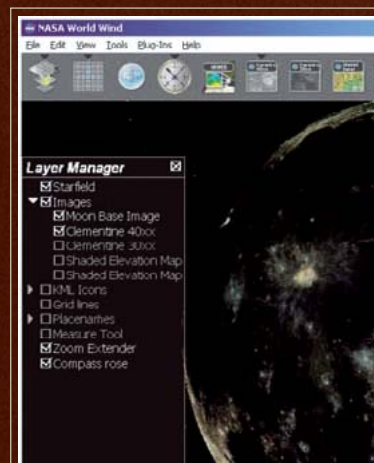 NASA World Wind
File Edit View Tools Plug-Ins Help
Layer Manager
Starfield
Images
Moon Base Image
Clementine 40xx
Clementine 30xx
Shaded Elevation Map
Shaded Elevation Map
KML Icons
Grid lines
Placenames
Measure Tool
Zoom Extender
Compass rose